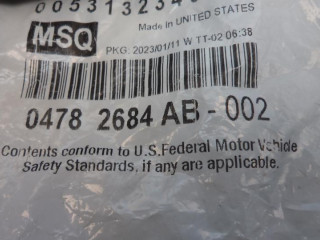 Made in UNITED STATES
MSQ
PKG: 2023/01/11 W TT-02 06:38
0478 2684 AB - 002
Contents conform to U.S. Federal Motor Vehicle
Safety Standards, if any are applicable.